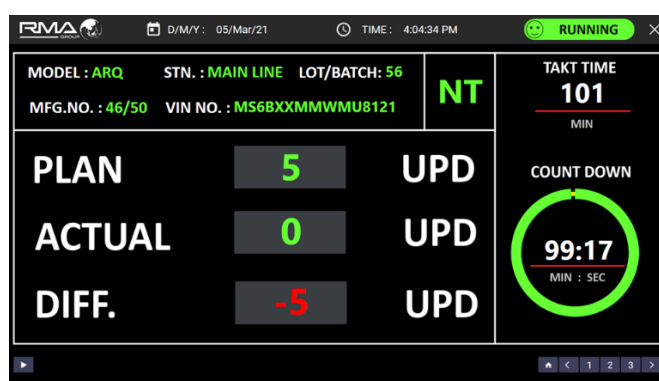 RMA GROUP D/M/Y : 05/Mar/21 TIME : 4:04:34 PM RUNNING
MODEL : ARQ STN. : MAIN LINE LOT/BATCH: 56
MFG.NO. : 46/50 VIN NO. : MS6BXXMMWMU8121
NT
TAKT TIME
101
MIN
PLAN 5 UPD
ACTUAL 0 UPD
DIFF. -5 UPD
COUNT DOWN
99:17
MIN : SEC
1 2 3